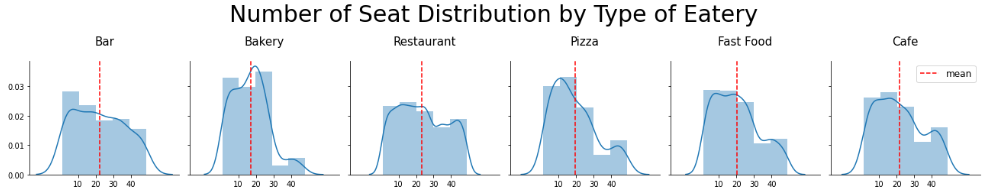 Number of Seat Distribution by Type of Eatery
Bar Bakery Restaurant Pizza Fast Food Cafe
mean
0.03
0.02
0.01
0.00
10 20 30 40 10 20 30 40 10 20 30 40 10 20 30 40 10 20 30 40 10 20 30 40